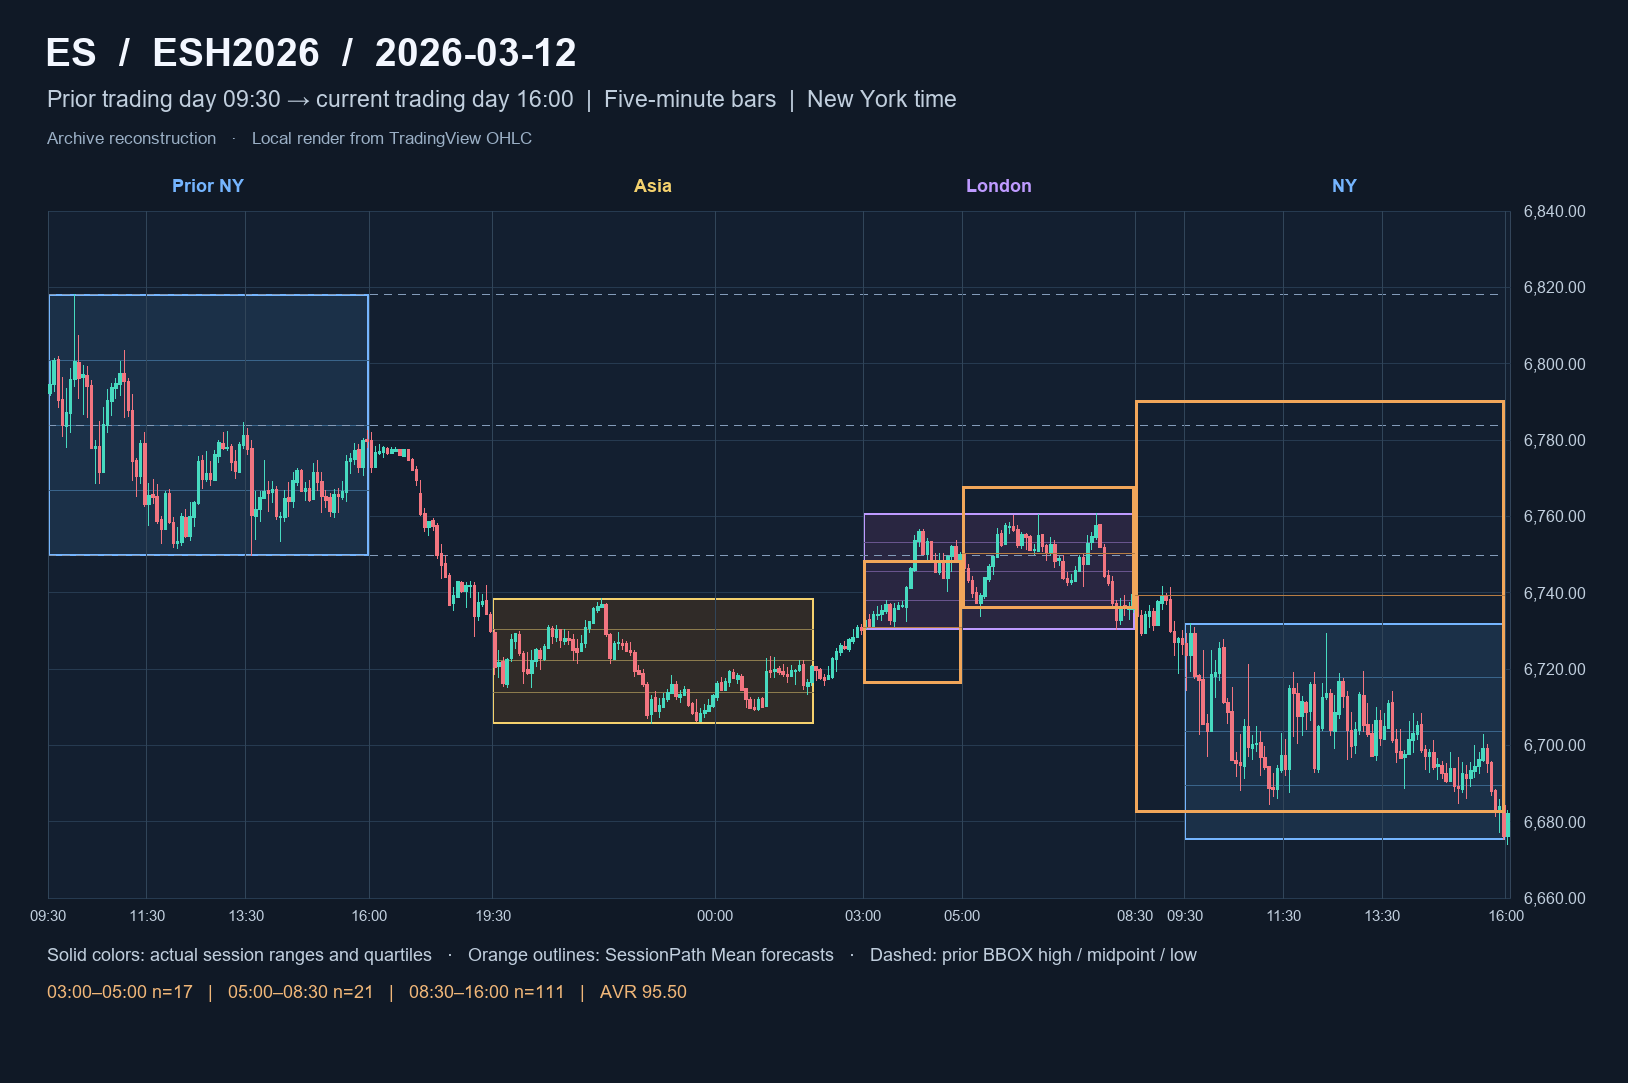 ES / ESH2026 / 2026-03-12
Prior trading day 09:30 → current trading day 16:00 | Five-minute bars | New York time
Archive reconstruction · Local render from TradingView OHLC
Prior NY Asia London NY
6,840.00
6,820.00
6,800.00
6,780.00
6,760.00
6,740.00
6,720.00
6,700.00
6,680.00
6,660.00
09:30 11:30 13:30 16:00 19:30 00:00 03:00 05:00 08:30 09:30 11:30 13:30 16:00
Solid colors: actual session ranges and quartiles · Orange outlines: SessionPath Mean forecasts · Dashed: prior BBOX high / midpoint / low
03:00–05:00 n=17 | 05:00–08:30 n=21 | 08:30–16:00 n=111 | AVR 95.50